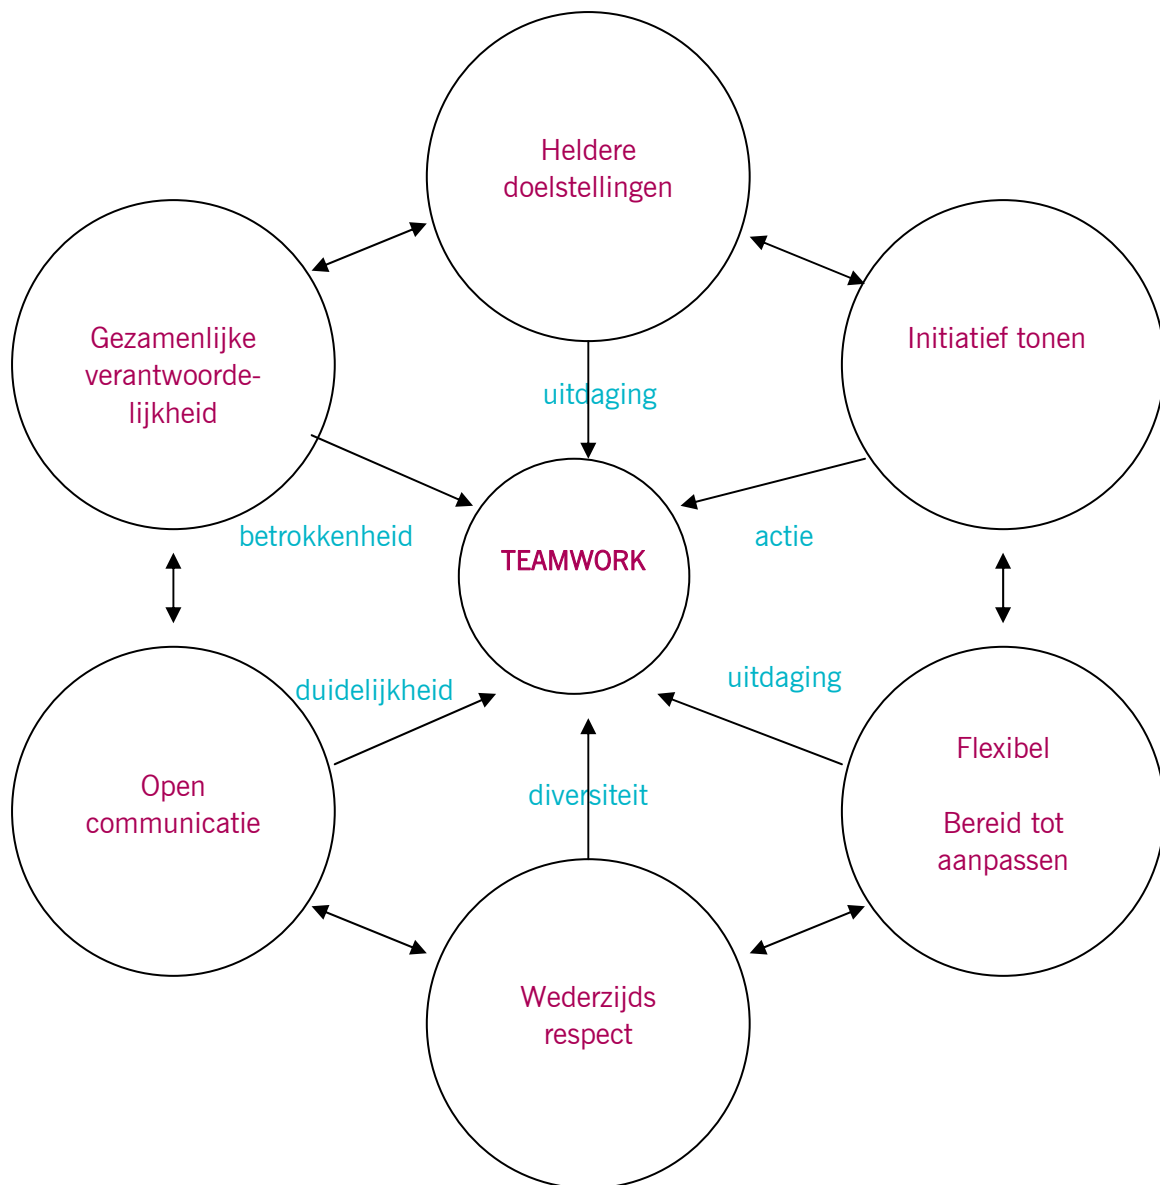 Heldere
doelstellingen
Gezamenlijke
verantwoorde-
lijkheid
Initiatief tonen
uitdaging
betrokkenheid
TEAMWORK
actie
duidelijkheid
uitdaging
Open
communicatie
diversiteit
Flexibel
Bereid tot
aanpassen
Wederzijds
respect